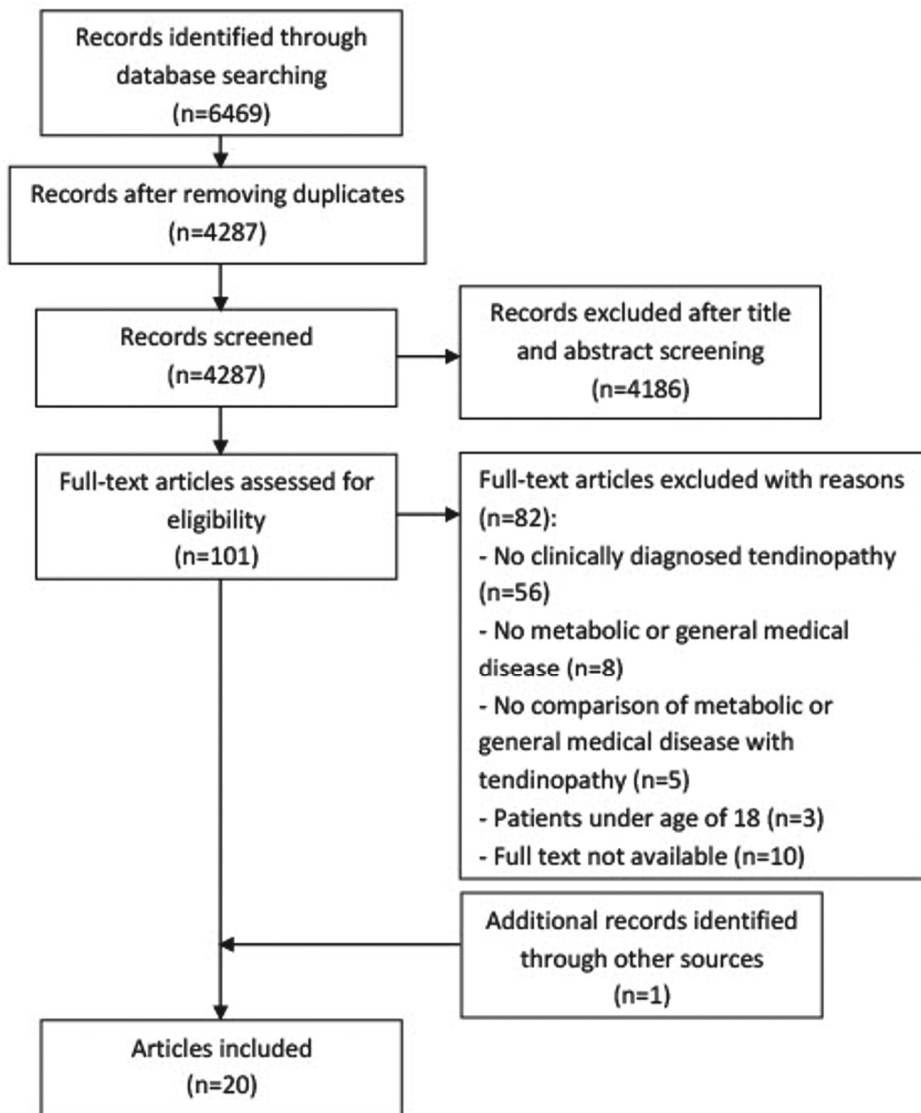 Records identified through
database searching
(n=6469)
Records after removing duplicates
(n=4287)
Records screened
(n=4287)
Records excluded after title
and abstract screening
(n=4186)
Full-text articles assessed for
eligibility
(n=101)
Full-text articles excluded with reasons
(n=82):
- No clinically diagnosed tendinopathy
(n=56)
- No metabolic or general medical
disease (n=8)
- No comparison of metabolic or
general medical disease with
tendinopathy (n=5)
- Patients under age of 18 (n=3)
- Full text not available (n=10)
Additional records identified
through other sources
(n=1)
Articles included
(n=20)